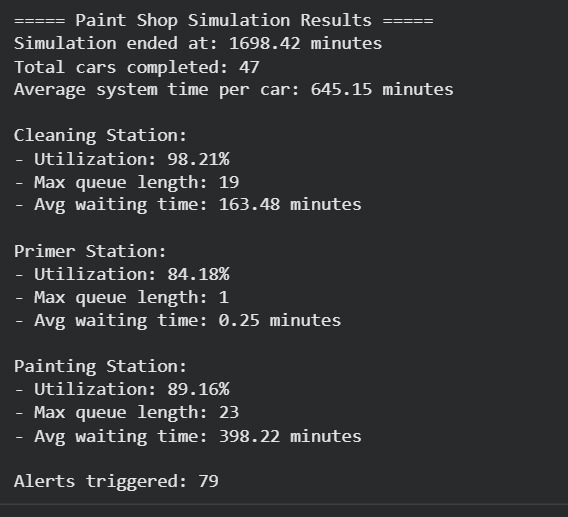 ===== Paint Shop Simulation Results =====
Simulation ended at: 1698.42 minutes
Total cars completed: 47
Average system time per car: 645.15 minutes
Cleaning Station:
- Utilization: 98.21%
- Max queue length: 19
- Avg waiting time: 163.48 minutes
Primer Station:
- Utilization: 84.18%
- Max queue length: 1
- Avg waiting time: 0.25 minutes
Painting Station:
- Utilization: 89.16%
- Max queue length: 23
- Avg waiting time: 398.22 minutes
Alerts triggered: 79